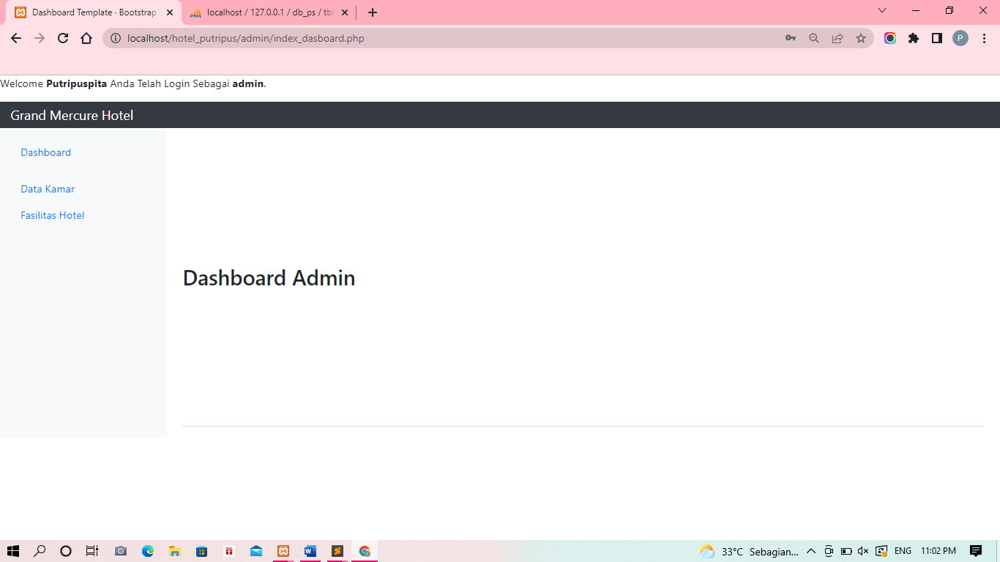 Dashboard Template · Bootstrap
localhost / 127.0.0.1 / db_ps / tbl
localhost/hotel_putripus/admin/index_dasboard.php
P
Welcome Putripuspita Anda Telah Login Sebagai admin.
Grand Mercure Hotel
Dashboard
Data Kamar
Fasilitas Hotel
Dashboard Admin
33°C Sebagian... ENG 11:02 PM